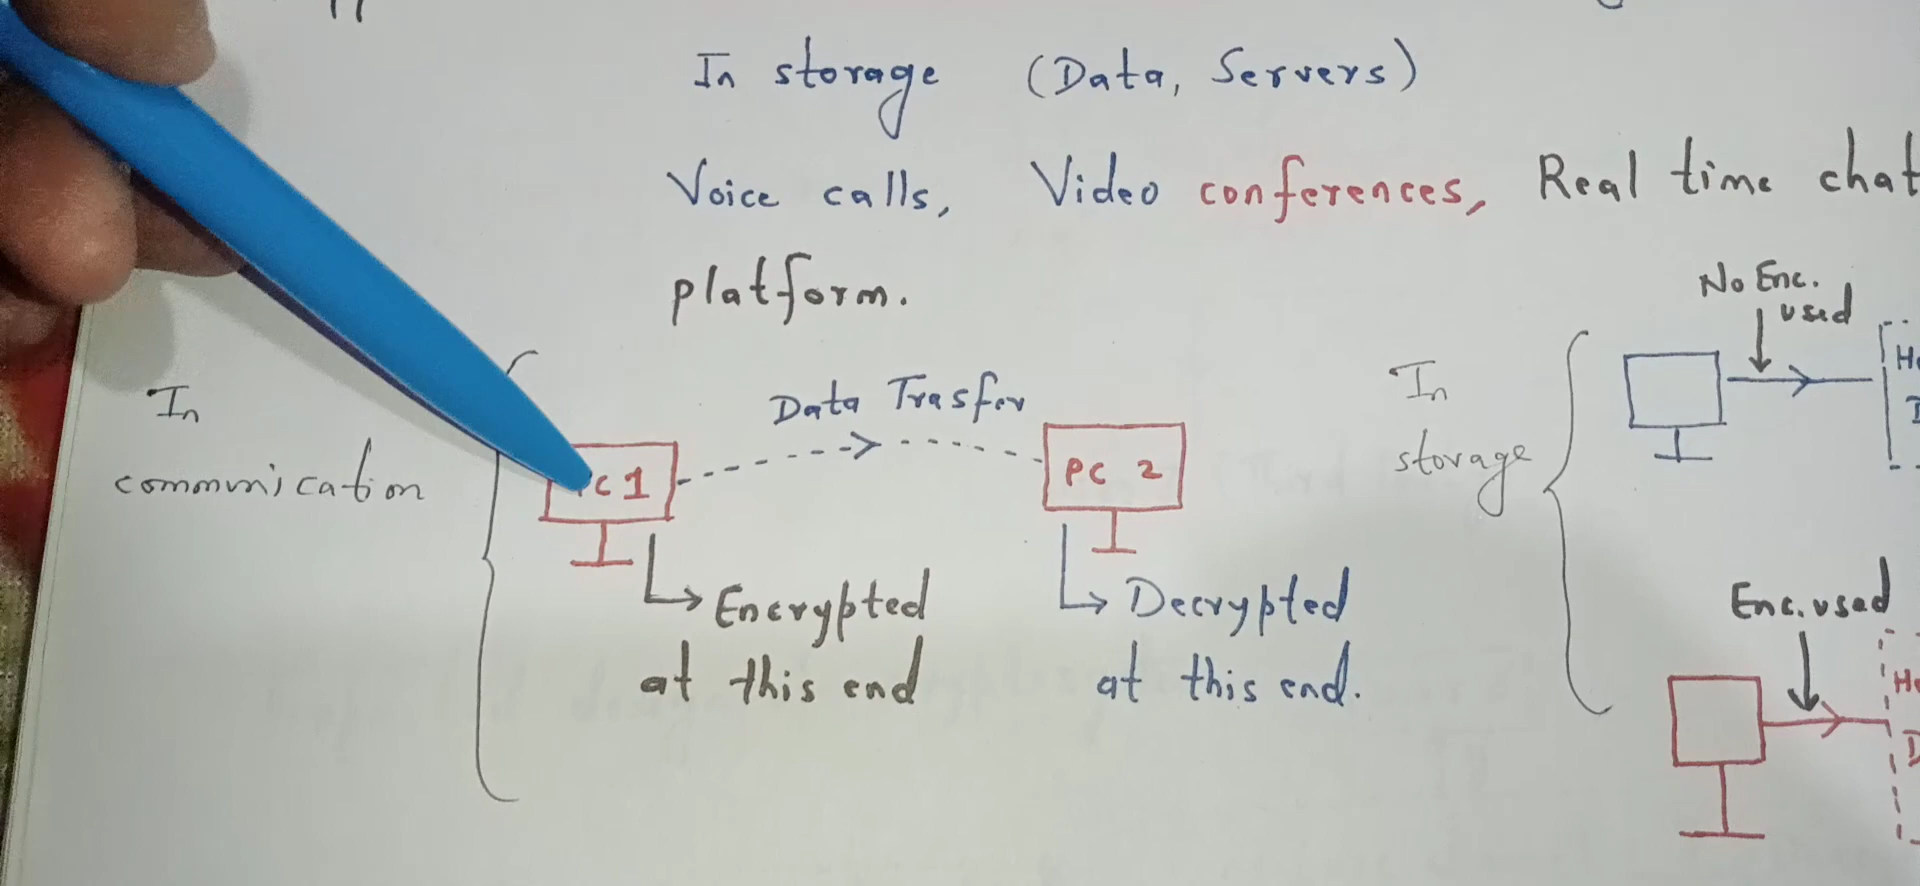 In storage (Data, Servers)
Voice calls, Video conferences, Real time chat
platform.
In
communication
Data Trasfer
C 1
PC 2
Encrypted
at this end
Decrypted
at this end.
In
storage
No Enc.
used
Enc. used